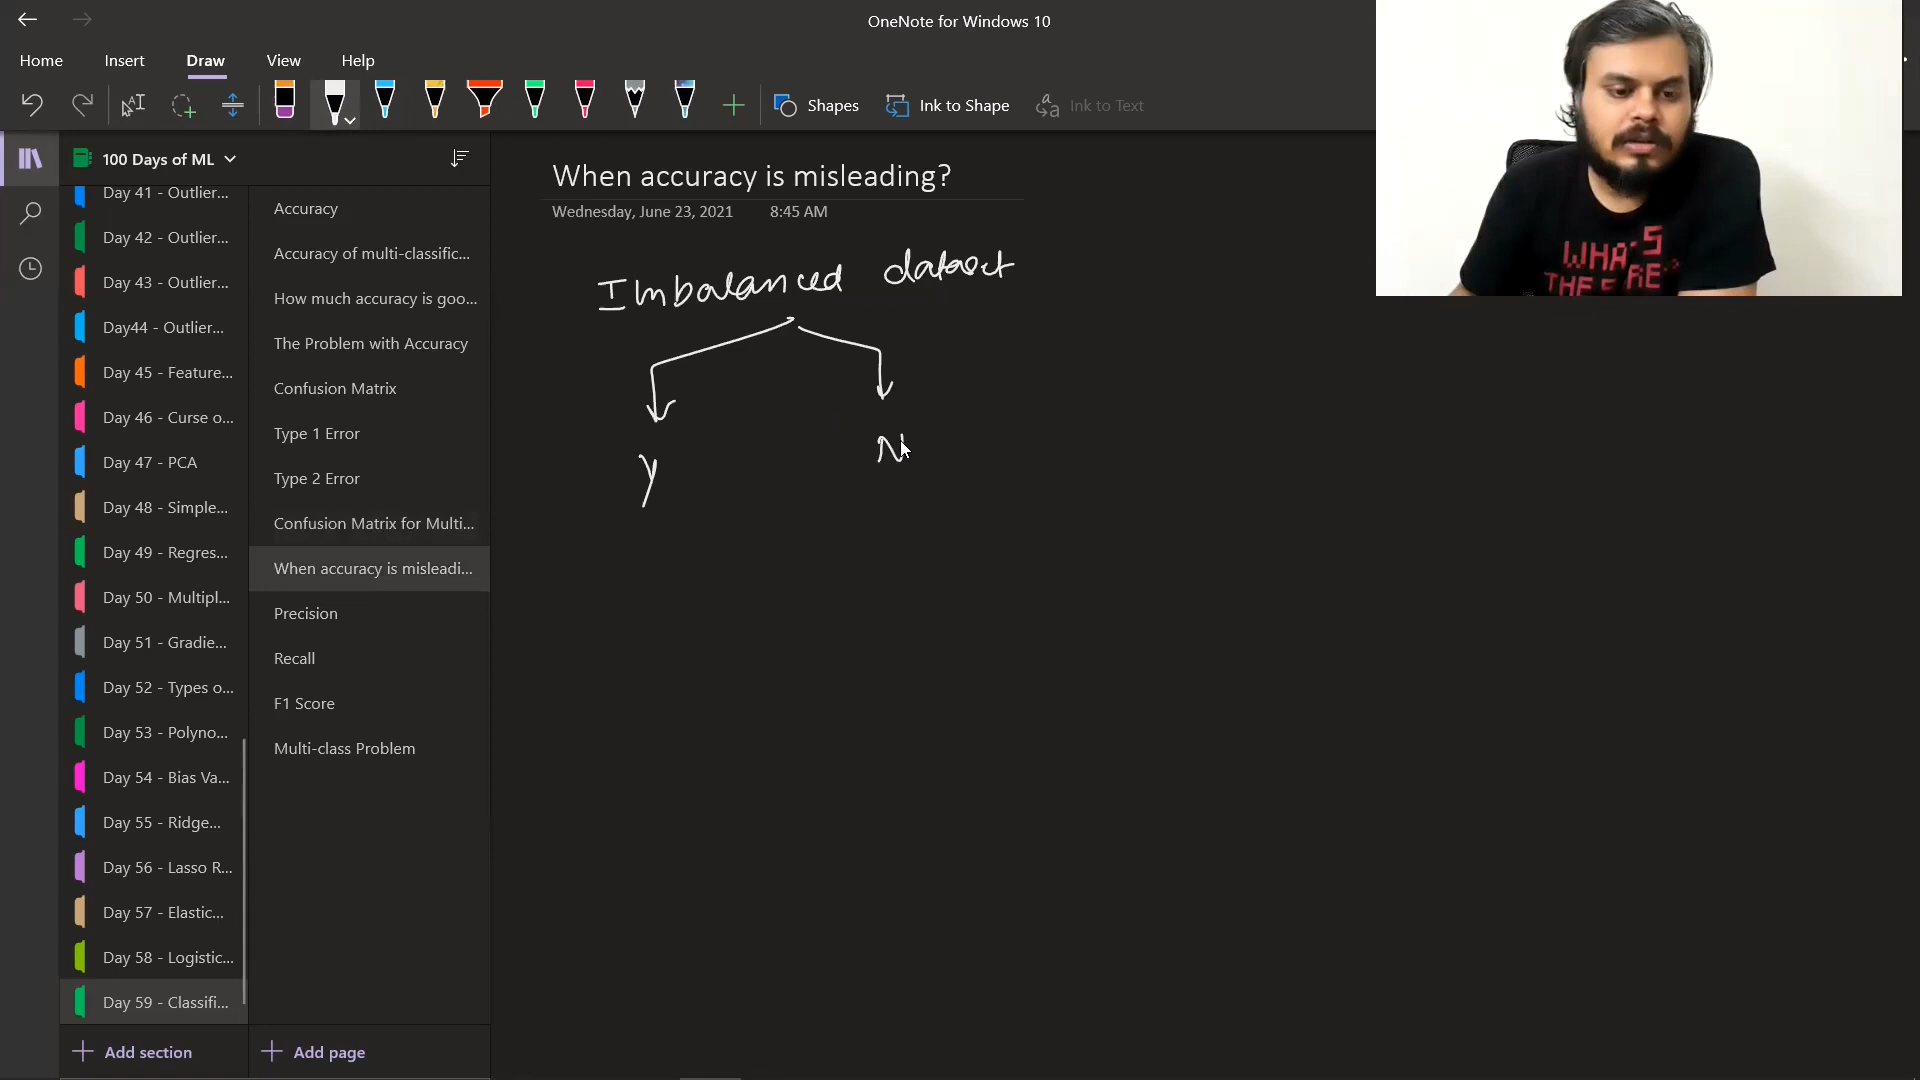 OneNote for Windows 10
Home Insert Draw View Help
Shapes Ink to Shape Ink to Text
100 Days of ML
Day 41 - Outlier...
Day 42 - Outlier...
Day 43 - Outlier...
Day44 - Outlier...
Day 45 - Feature...
Day 46 - Curse o...
Day 47 - PCA
Day 48 - Simple...
Day 49 - Regres...
Day 50 - Multipl...
Day 51 - Gradie...
Day 52 - Types o...
Day 53 - Polyno...
Day 54 - Bias Va...
Day 55 - Ridge...
Day 56 - Lasso R...
Day 57 - Elastic...
Day 58 - Logistic...
Day 59 - Classifi...
Add section
Accuracy
Accuracy of multi-classific...
How much accuracy is goo...
The Problem with Accuracy
Confusion Matrix
Type 1 Error
Type 2 Error
Confusion Matrix for Multi...
When accuracy is misleadi...
Precision
Recall
F1 Score
Multi-class Problem
Add page
When accuracy is misleading?
Wednesday, June 23, 2021 8:45 AM
Imbalanced dataset
Y N